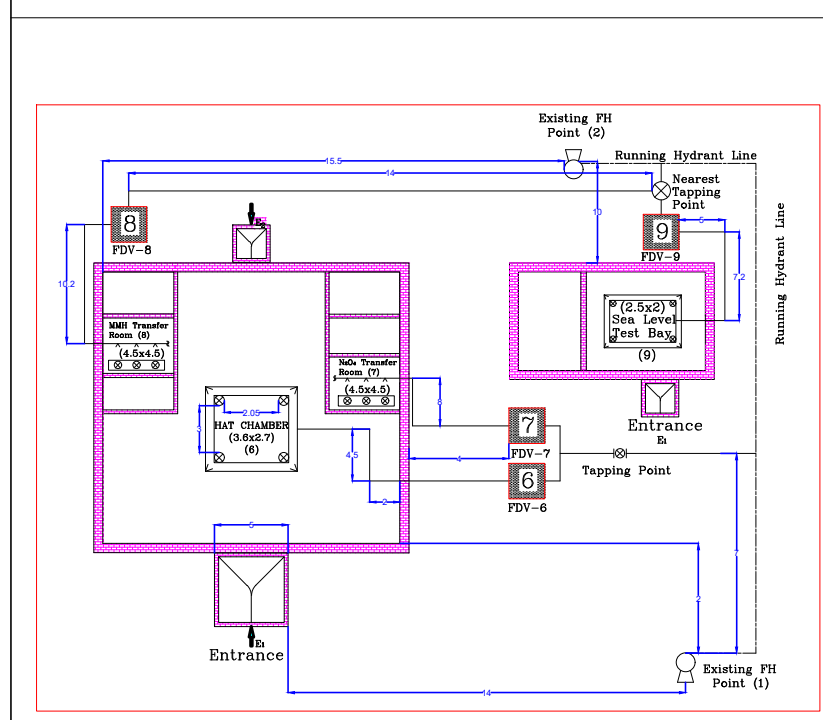 Existing FH
Point (2)
Running Hydrant Line
15.5
14
Nearest
Tapping
Point
10
8
FDV-8
9
FDV-9
5
7.2
10.2
Running Hydrant Line
MMH Transfer
Room (8)
(4.5x4.5)
N₂O₄ Transfer
Room (7)
(4.5x4.5)
(2.5x2)
Sea Level
Test Bay
(9)
Entrance
E₁
2.05
3
HAT CHAMBER
(3.6x2.7)
(6)
6
7
FDV-7
4.5
4
Tapping Point
6
FDV-6
2
5
2
E₁
Entrance
14
Existing FH
Point (1)